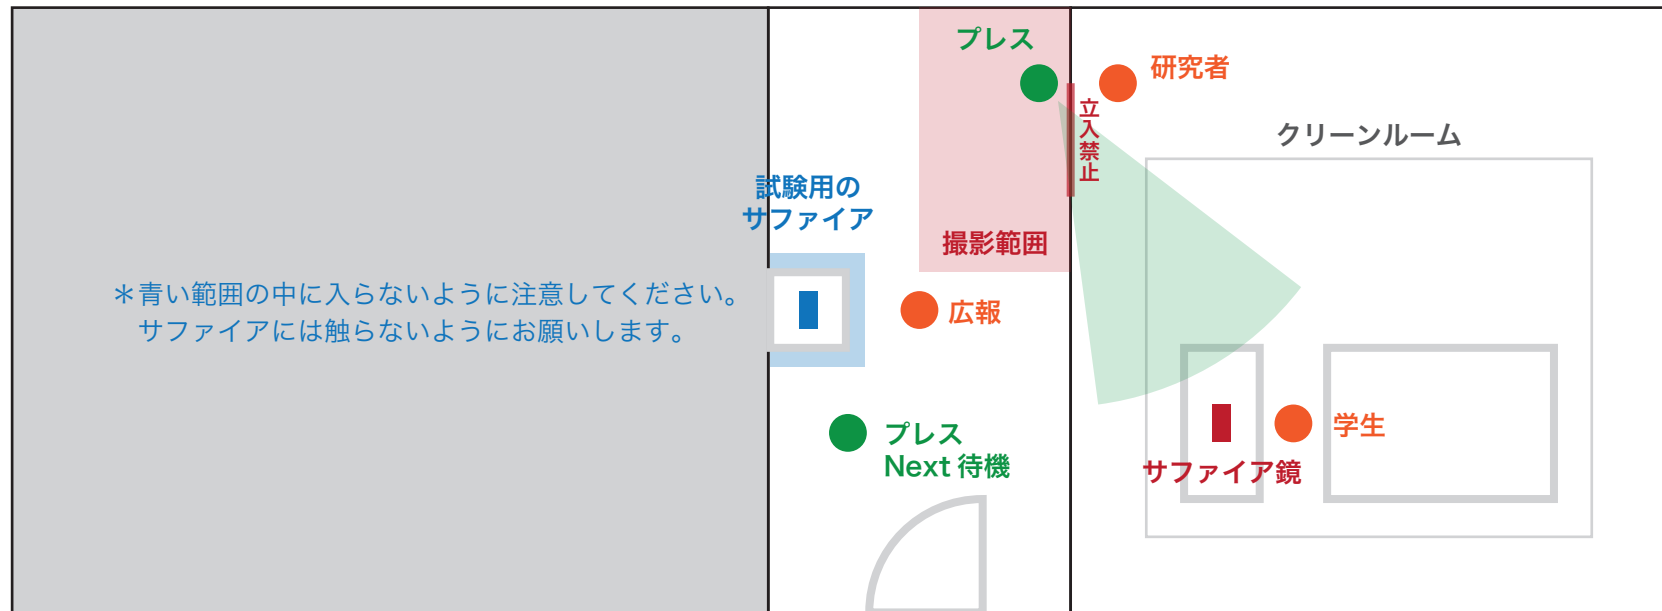 プレス
研究者
立入禁止
クリーンルーム
試験用の
サファイア
撮影範囲
＊青い範囲の中に入らないように注意してください。
サファイアには触らないようにお願いします。
広報
プレス
Next 待機
学生
サファイア鏡